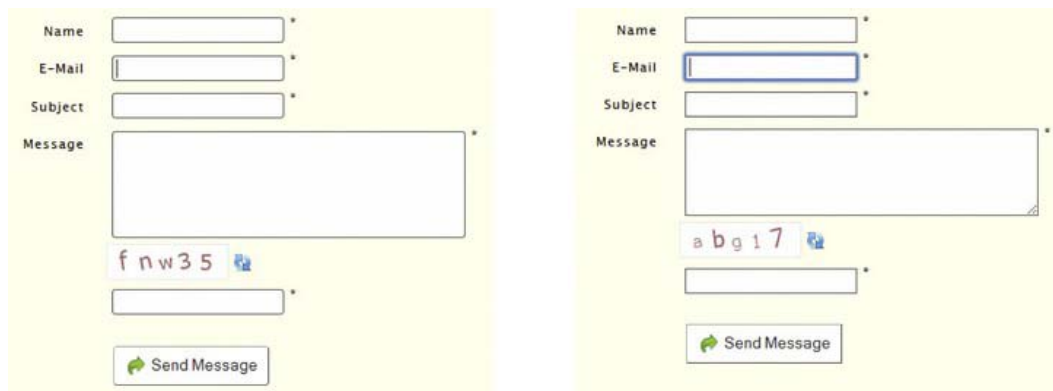 Name *
E-Mail *
Subject *
Message *
fnw35
*
Send Message
Name *
E-Mail *
Subject *
Message *
abg17
*
Send Message